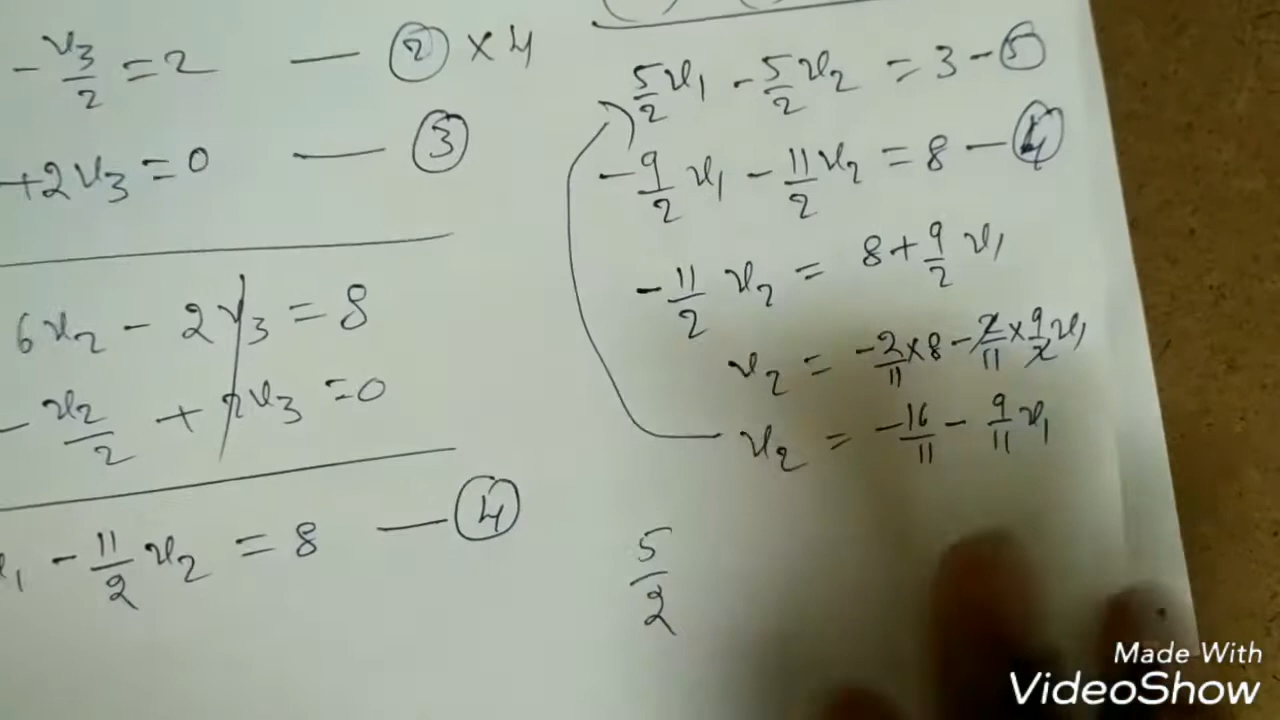 -v₃/2 = 2 — ② × 4
+2v₃ = 0 — ③
6v₂ - 2v₃ = 8
-v₂/2 + 2v₃ = 0
₁ - 11/2 v₂ = 8 — ④
5/2 v₁ - 5/2 v₂ = 3 - ⑤
-9/2 v₁ - 11/2 v₂ = 8 - ④
-11/2 v₂ = 8 + 9/2 v₁
v₂ = -2/11 × 8 - 2/11 × 9/2 v₁
v₂ = -16/11 - 9/11 v₁
5/2
Made With
VideoShow